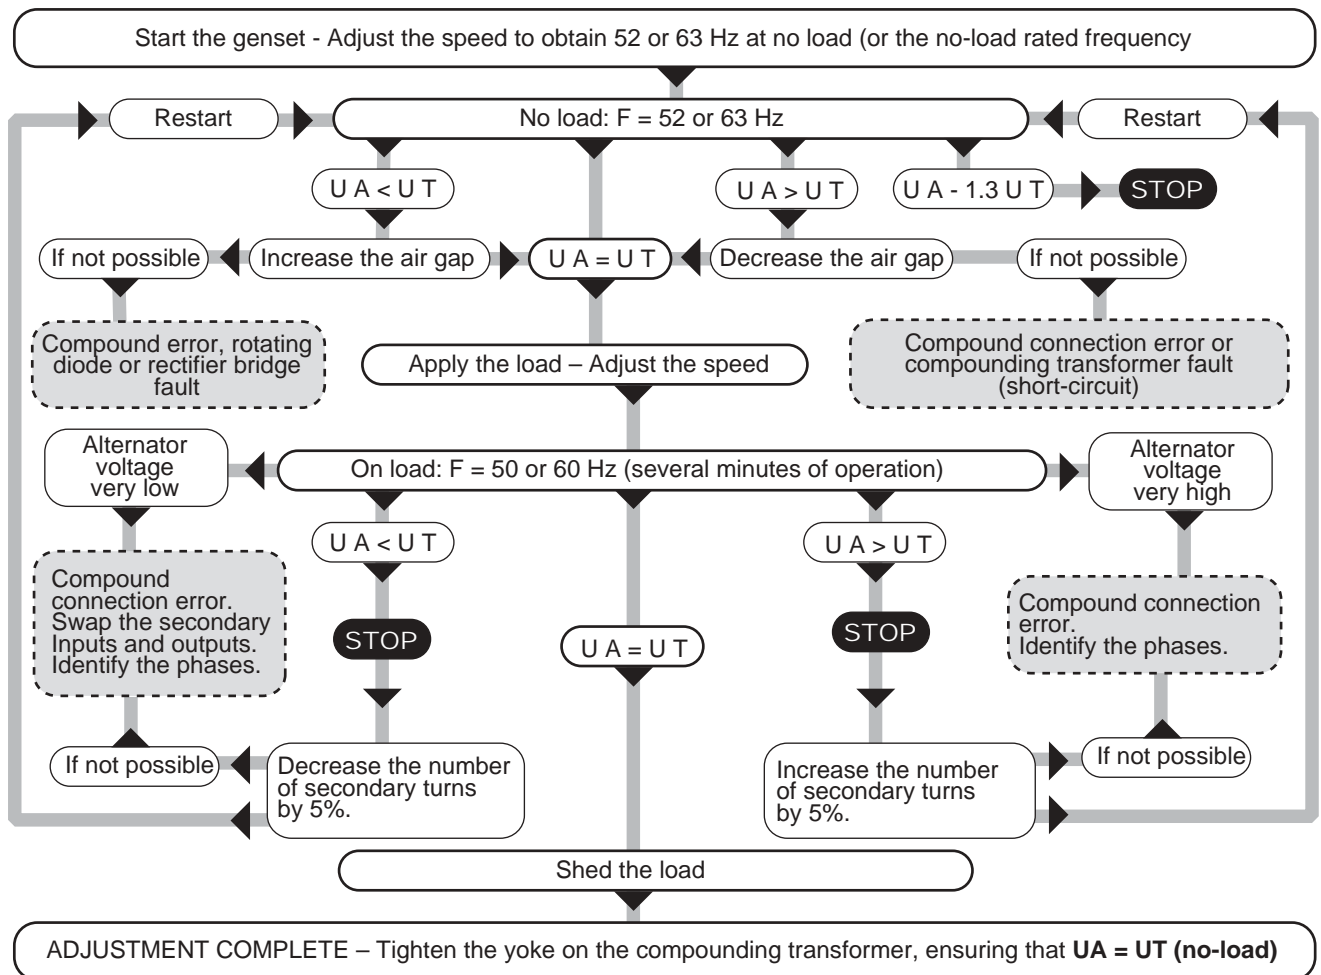 Start the genset - Adjust the speed to obtain 52 or 63 Hz at no load (or the no-load rated frequency
Restart
No load: F = 52 or 63 Hz
Restart
U A < U T
U A > U T
U A - 1.3 U T
STOP
If not possible
Increase the air gap
U A = U T
Decrease the air gap
If not possible
Compound error, rotating
diode or rectifier bridge
fault
Apply the load – Adjust the speed
Compound connection error or
compounding transformer fault
(short-circuit)
Alternator
voltage
very low
On load: F = 50 or 60 Hz (several minutes of operation)
Alternator
voltage
very high
U A < U T
U A > U T
Compound
connection error.
Swap the secondary
Inputs and outputs.
Identify the phases.
STOP
U A = U T
STOP
Compound connection
error.
Identify the phases.
If not possible
Decrease the number
of secondary turns
by 5%.
Increase the number
of secondary turns
by 5%.
If not possible
Shed the load
ADJUSTMENT COMPLETE – Tighten the yoke on the compounding transformer, ensuring that UA = UT (no-load)